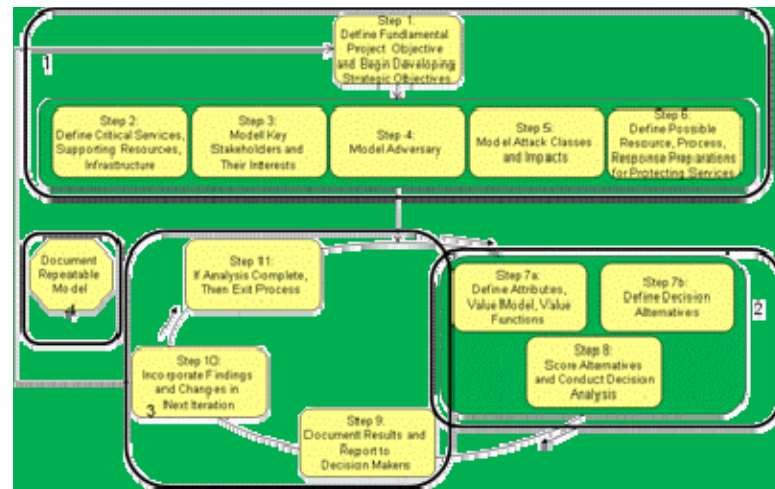 Step 1:
Define Fundamental
Project Objective
and Begin Developing
Strategic Objectives
1
Step 2:
Define Critical Services,
Supporting Resources,
Infrastructure
Step 3:
Model Key
Stakeholders and
Their Interests
Step 4:
Model Adversary
Step 5:
Model Attack Classes
and Impacts
Step 6:
Define Possible
Resource, Process,
Response Preparations
for Protecting Services
Document
Repeatable
Model
4
Step 11:
If Analysis Complete,
Then Exit Process
Step 7a:
Define Attributes,
Value Model, Value
Functions
Step 7b:
Define Decision
Alternatives
2
Step 8:
Score Alternatives
and Conduct Decision
Analysis
Step 10:
Incorporate Findings
and Changes in
Next Iteration
3
Step 9:
Document Results and
Report to
Decision Makers